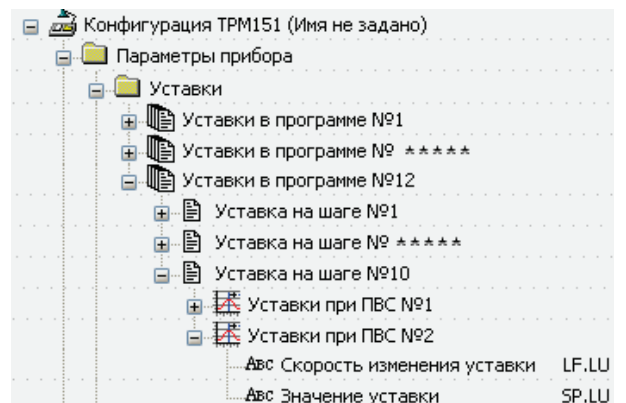 Конфигурация ТРМ151 (Имя не задано)
Параметры прибора
Уставки
Уставки в программе №1
Уставки в программе № *****
Уставки в программе №12
Уставка на шаге №1
Уставка на шаге № *****
Уставка на шаге №10
Уставки при ПВС №1
Уставки при ПВС №2
Авс Скорость изменения уставки LF.LU
Авс Значение уставки SP.LU